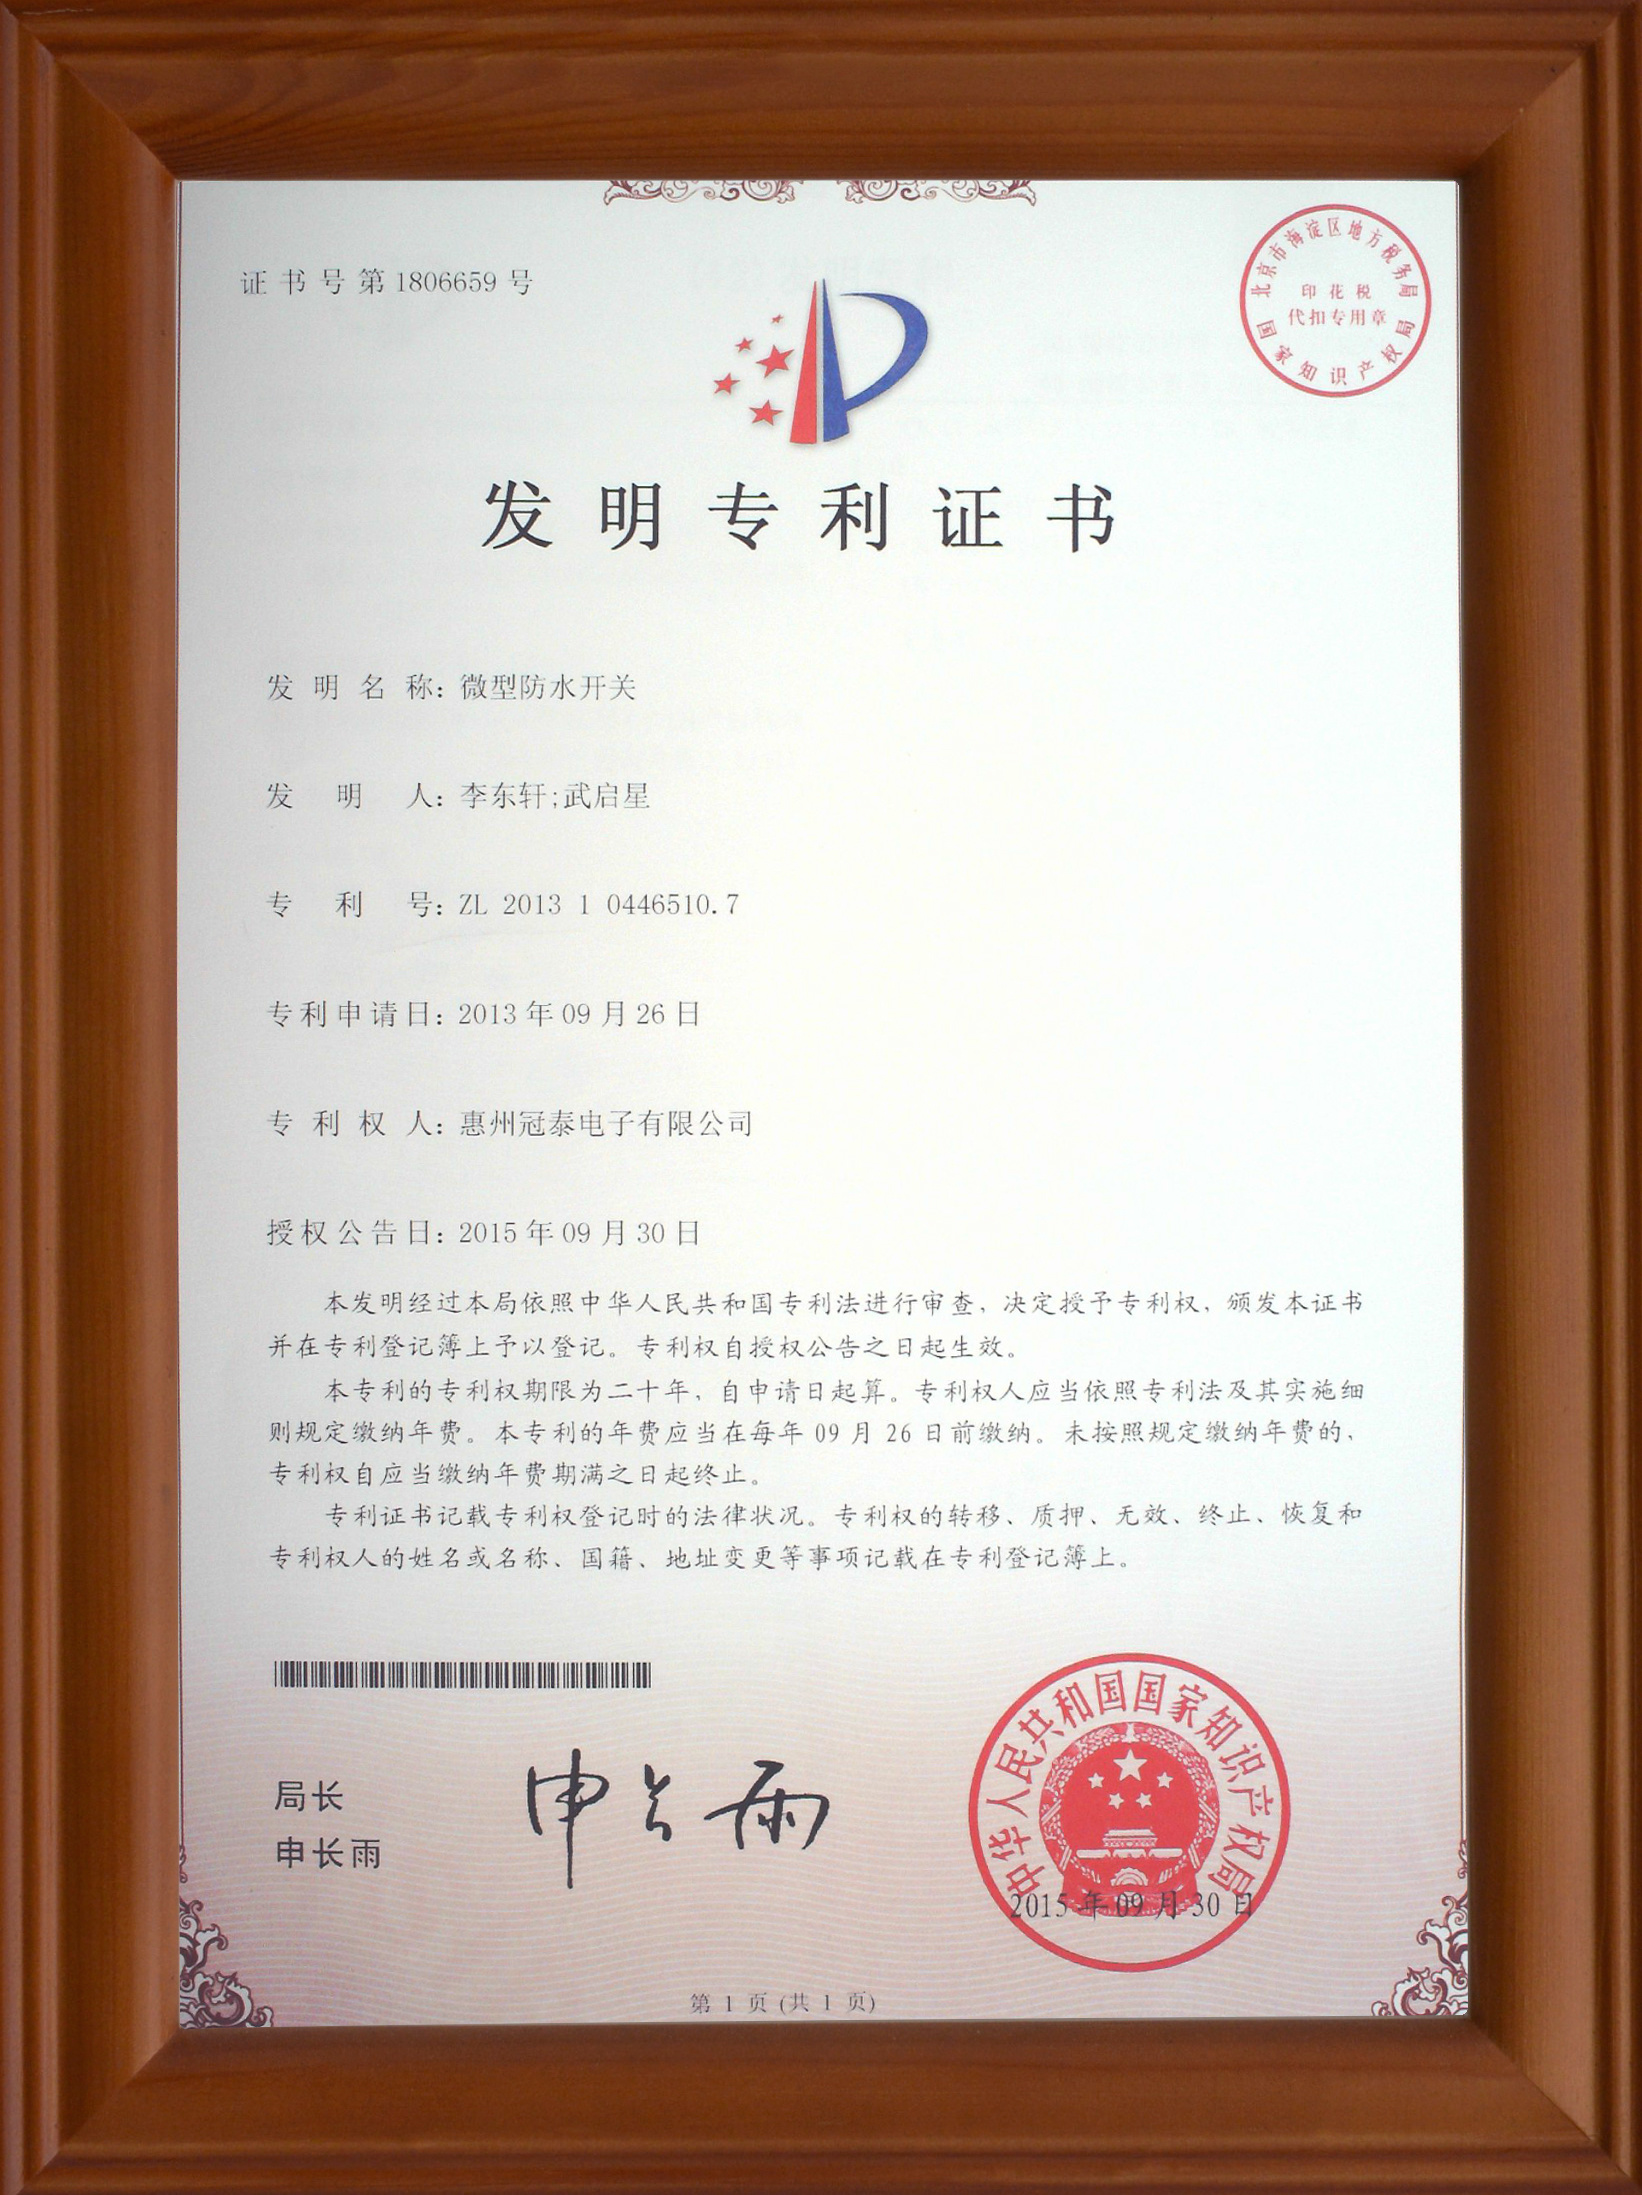 证书号第1806659号
北京市海淀区地方税务局
印花税
代扣专用章
国家知识产权局
发明专利证书
发明名称：微型防水开关
发明人：李东轩;武启星
专利号：ZL 2013 1 0446510.7
专利申请日：2013年09月26日
专利权人：惠州冠泰电子有限公司
授权公告日：2015年09月30日
本发明经过本局依照中华人民共和国专利法进行审查，决定授予专利权，颁发本证书
并在专利登记簿上予以登记。专利权自授权公告之日起生效。
本专利的专利权期限为二十年，自申请日起算。专利权人应当依照专利法及其实施细
则规定缴纳年费。本专利的年费应当在每年 09 月 26 日前缴纳。未按照规定缴纳年费的，
专利权自应当缴纳年费期满之日起终止。
专利证书记载专利权登记时的法律状况。专利权的转移、质押、无效、终止、恢复和
专利权人的姓名或名称、国籍、地址变更等事项记载在专利登记簿上。
局长
申长雨
申长雨
中华人民共和国国家知识产权局
2015年09月30日
第 1 页 (共 1 页)